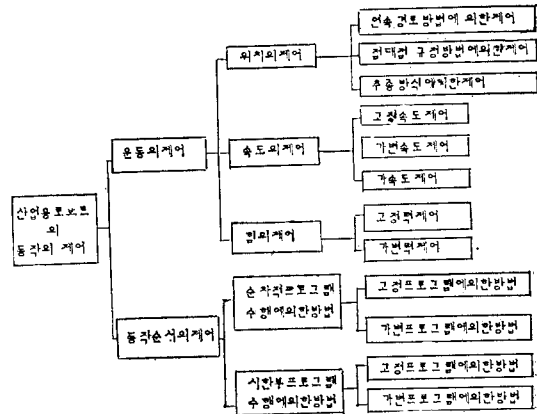 산업용로보트
의
동작의 제어
운동의제어
위치의제어
연속경로방법에 의한제어
점대점 규정방법에의한제어
추종방식에의한제어
속도의제어
고정속도제어
가변속도제어
가속도제어
힘의제어
고정력제어
가변력제어
동작순서의제어
순차적프로그램
수행에의한방법
고정프로그램에의한방법
가변프로그램에의한방법
시한부프로그램
수행에의한방법
고정프로그램에의한방법
가변프로그램에의한방법